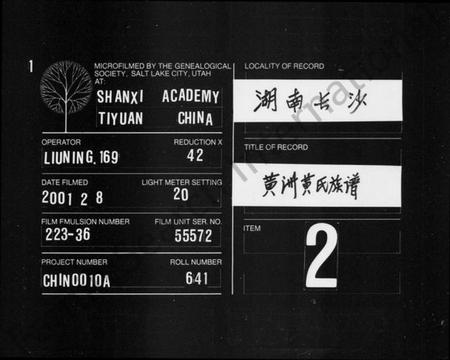 1
MICROFILMED BY THE GENEALOGICAL
SOCIETY, SALT LAKE CITY, UTAH
AT:
SHANXI ACADEMY
TIYUAN CHINA
OPERATOR
REDUCTION X
LIUNING, 169
42
DATE FILMED
LIGHT METER SETTING
2001 2 8
20
FILM EMULSION NUMBER
FILM UNIT SER. NO.
223-36
55572
PROJECT NUMBER
ROLL NUMBER
CHIN0010A
641
LOCALITY OF RECORD
湖南长沙
TITLE OF RECORD
黄洲黄氏族谱
ITEM
2